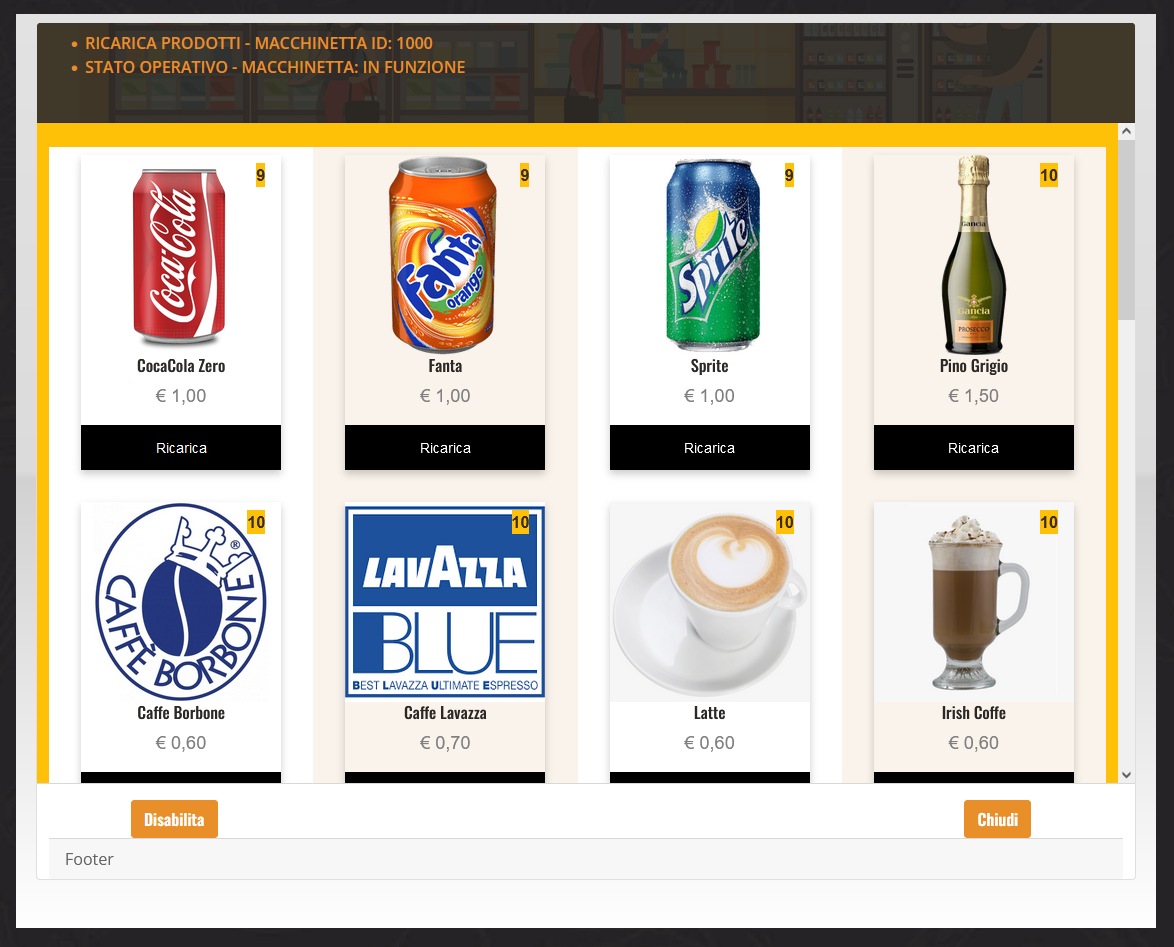 RICARICA PRODOTTI - MACCHINETTA ID: 1000
STATO OPERATIVO - MACCHINETTA: IN FUNZIONE
9
Coca-Cola
CocaCola Zero
€ 1,00
Ricarica
9
Fanta
orange
Fanta
€ 1,00
Ricarica
9
Sprite
Sprite
€ 1,00
Ricarica
10
Gancia
Gancia
PROSECCO
Pino Grigio
€ 1,50
Ricarica
10
CAFFÈ BORBONE ®
Caffe Borbone
€ 0,60
10
LAVAZZA
BLUE
BEST LAVAZZA ULTIMATE ESPRESSO
Caffe Lavazza
€ 0,70
10
Latte
€ 0,60
10
Irish Coffe
€ 0,60
Disabilita
Chiudi
Footer